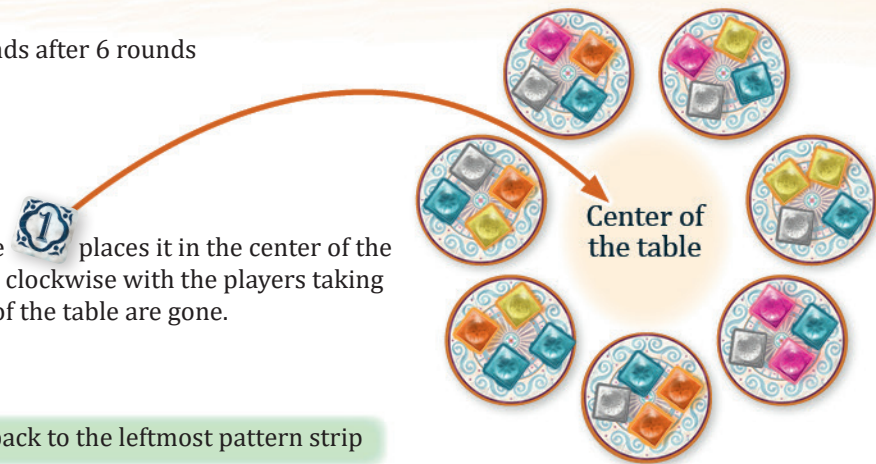 nds after 6 rounds
1
places it in the center of the
clockwise with the players taking
of the table are gone.
Center of
the table
back to the leftmost pattern strip